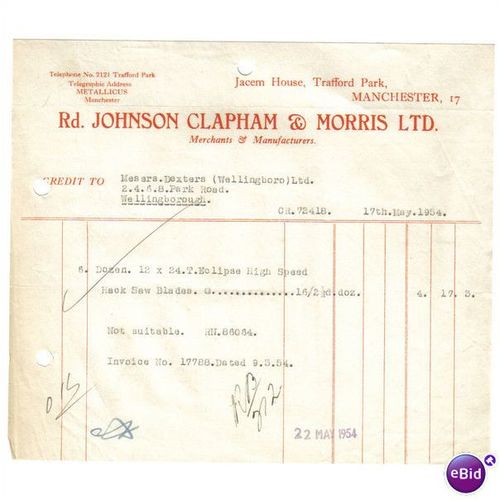 Telephone No. 2121 Trafford Park
Telegraphic Address
METALLICUS
Manchester
Jacem House, Trafford Park,
MANCHESTER, 17
Rd. JOHNSON CLAPHAM & MORRIS LTD.
Merchants & Manufacturers.
CREDIT TO
Messrs. Dexters (Wellingboro) Ltd.
2.4.6.8. Park Road.
Wellingborough.
CR. 72418. 17th. May. 1954.
6. Dozen. 12 x 24.T. Eclipse High Speed
Hack Saw Blades. @.............. 16/2½d. doz. 4. 17. 3.
Not suitable. RN. 86064.
Invoice No. 17788. Dated 9.3.54.
22 MAY 1954
eBid